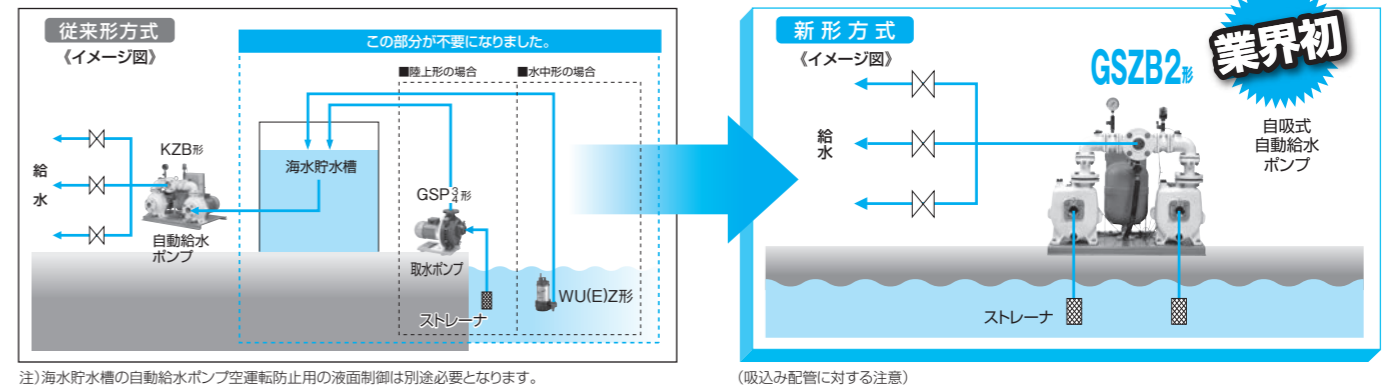 従来形方式
《イメージ図》
この部分が不要になりました。
■陸上形の場合
■水中形の場合
KZB形
給水
自動給水
ポンプ
海水貯水槽
GSP3/4形
取水ポンプ
ストレーナ
WU(E)Z形
注)海水貯水槽の自動給水ポンプ空運転防止用の液面制御は別途必要となります。
新形方式
《イメージ図》
GSZB2形
業界初
自吸式
自動給水
ポンプ
給水
ストレーナ
(吸込み配管に対する注意)